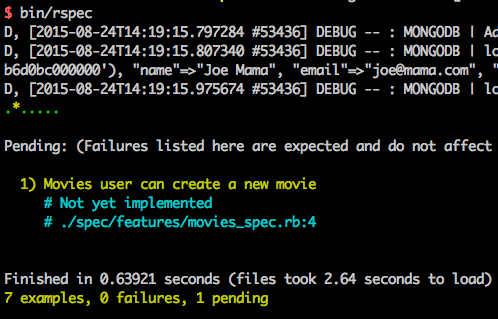 $ bin/rspec
D, [2015-08-24T14:19:15.797284 #53436] DEBUG -- : MONGODB | Ad
D, [2015-08-24T14:19:15.807340 #53436] DEBUG -- : MONGODB | lo
b6d0bc000000'), "name"=>"Joe Mama", "email"=>"joe@mama.com", "
D, [2015-08-24T14:19:15.975674 #53436] DEBUG -- : MONGODB | lo
.*.....
Pending: (Failures listed here are expected and do not affect
1) Movies user can create a new movie
# Not yet implemented
# ./spec/features/movies_spec.rb:4
Finished in 0.63921 seconds (files took 2.64 seconds to load)
7 examples, 0 failures, 1 pending